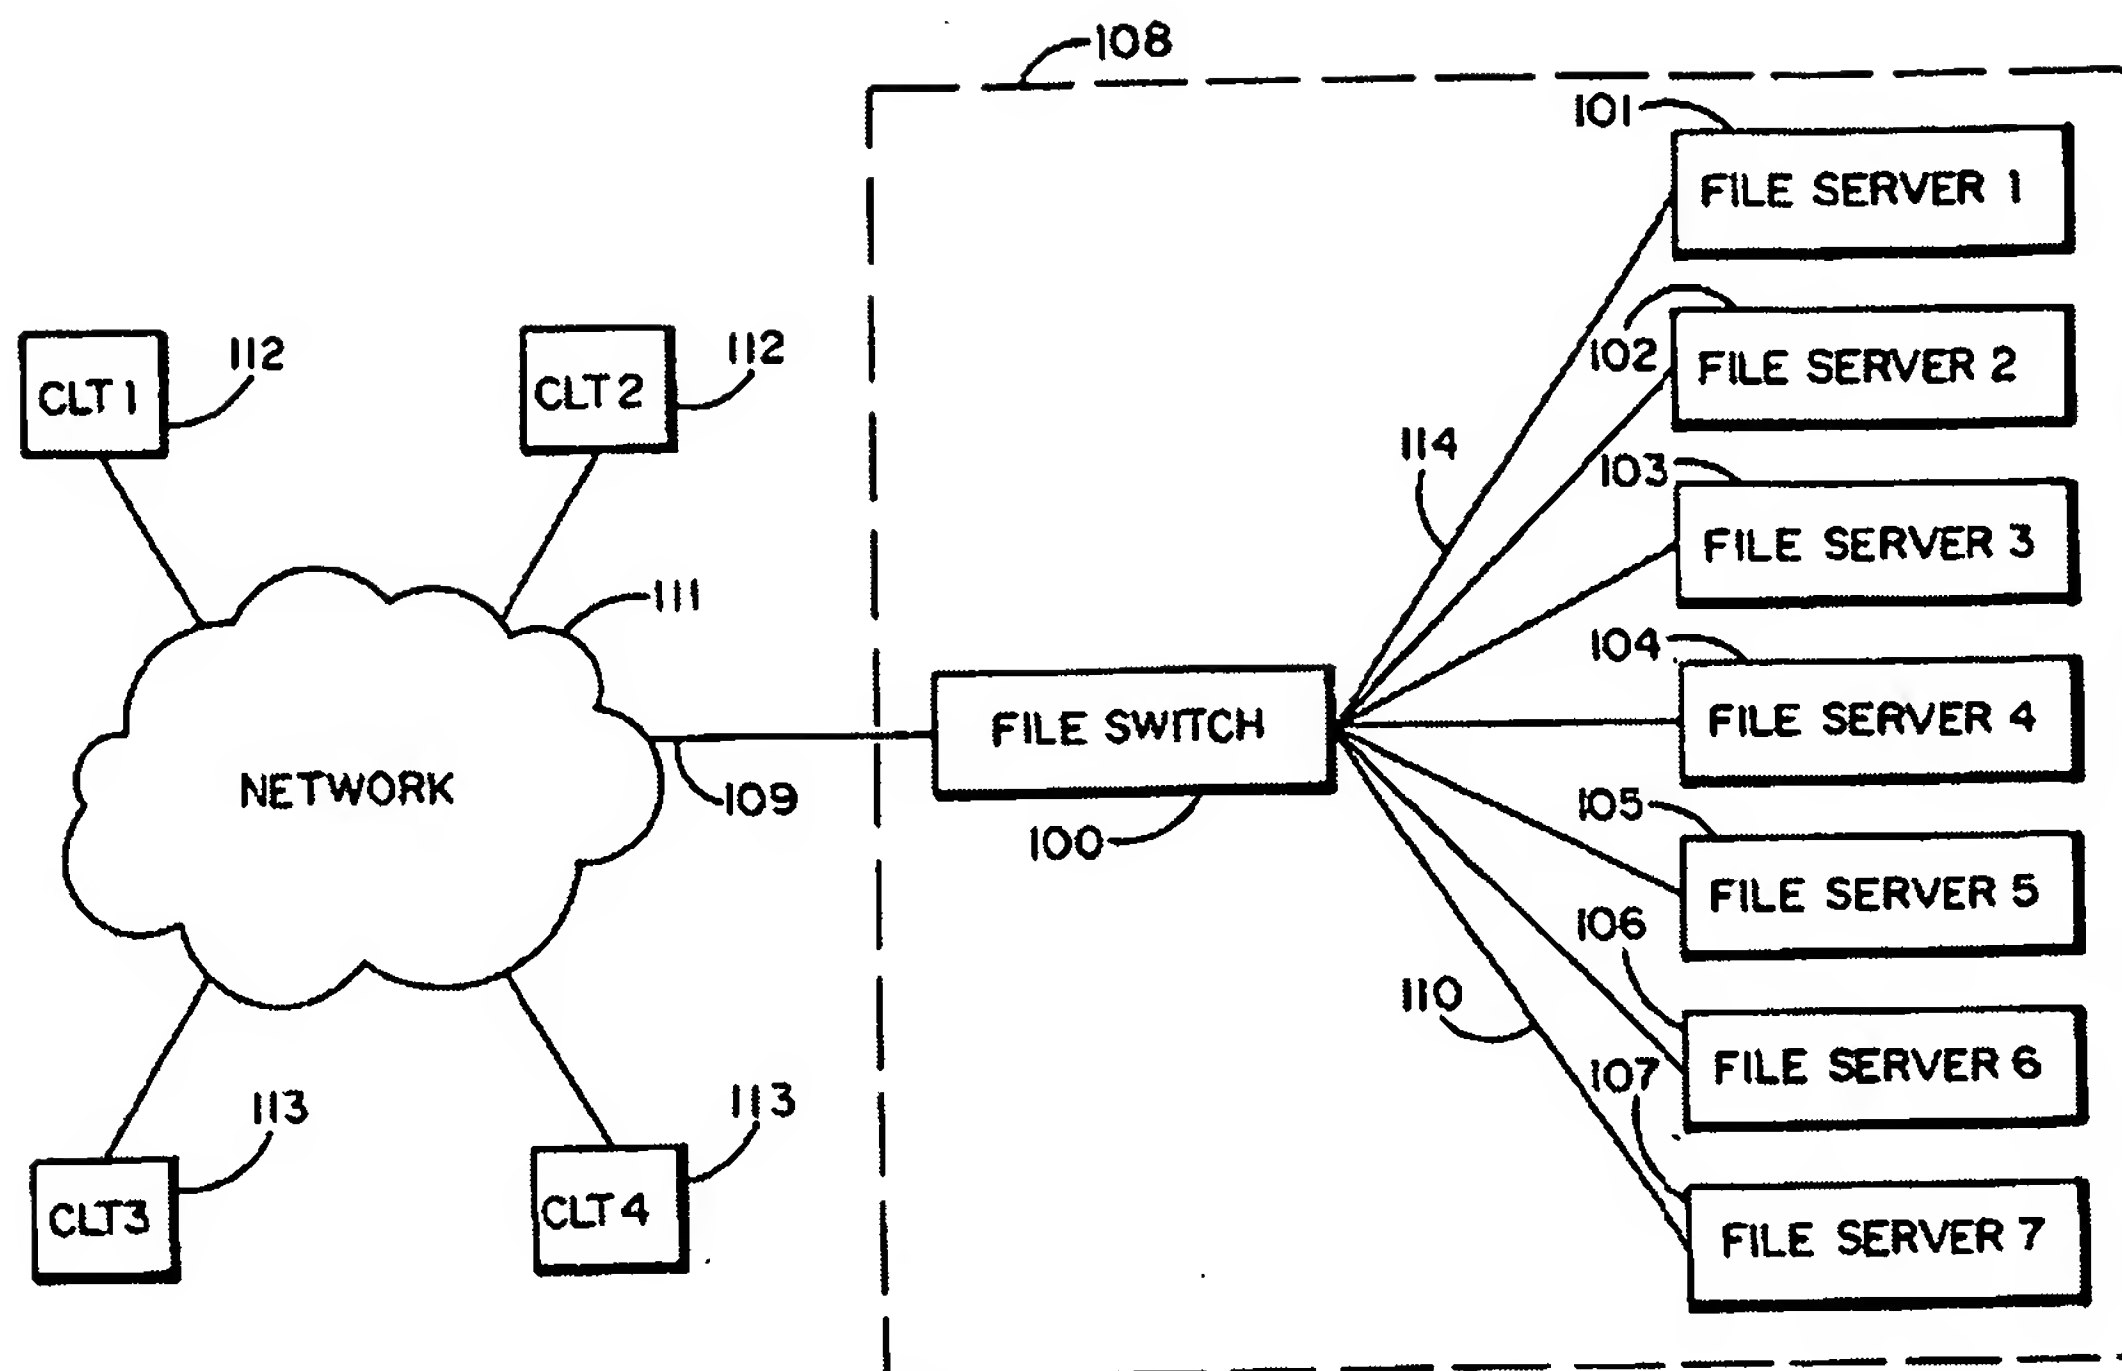 108
101
FILE SERVER 1
102
FILE SERVER 2
112
CLT 1
112
CLT 2
114
103
FILE SERVER 3
111
104
FILE SERVER 4
FILE SWITCH
NETWORK
109
100
105
FILE SERVER 5
106
110
FILE SERVER 6
107
113
CLT3
113
CLT 4
FILE SERVER 7